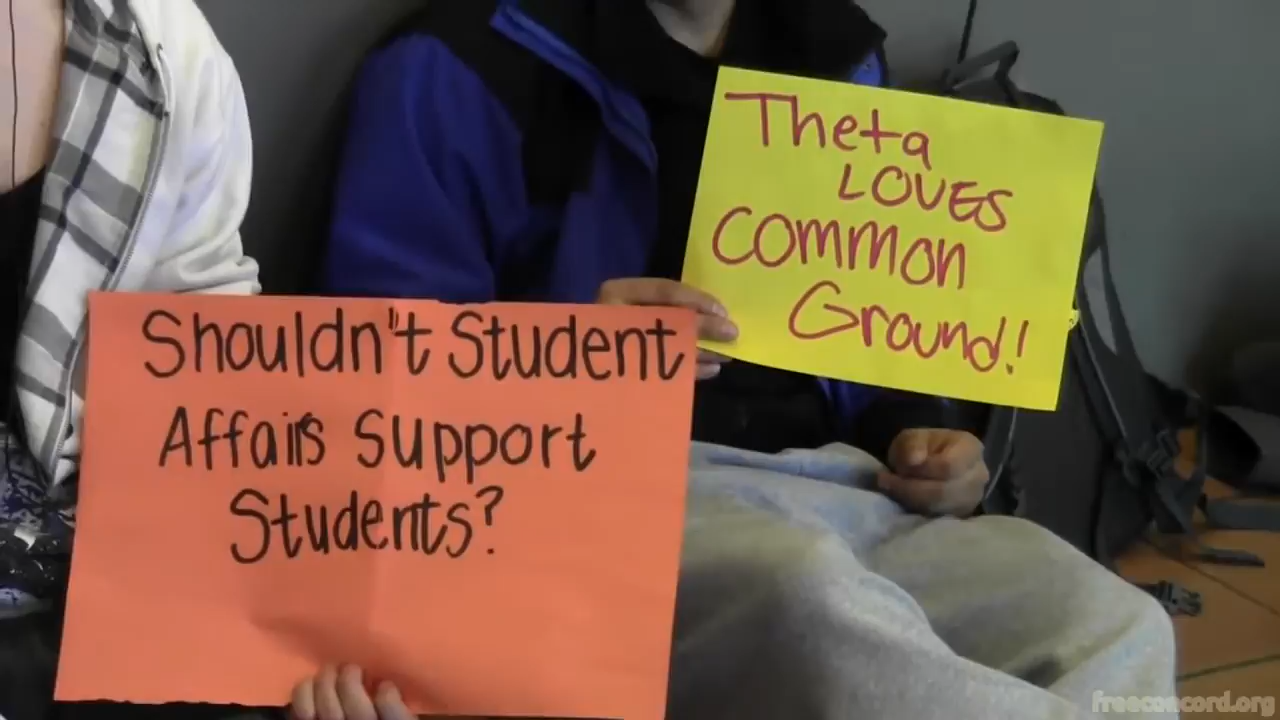 Shouldn't Student
Affairs Support
Students?
Theta
LOVES
Common
Ground!
freeconcord.org